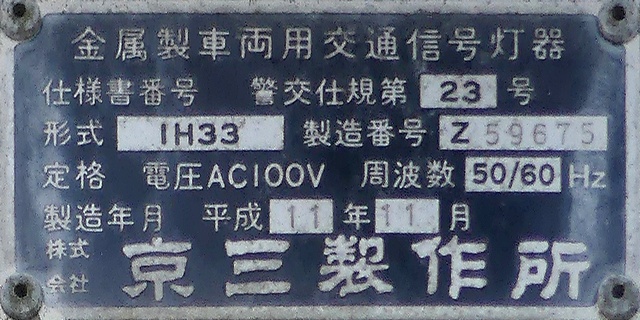 金属製車両用交通信号灯器
仕様書番号 警交仕規第 23 号
形式 1H33 製造番号 Z 59675
定格 電圧AC100V 周波数 50/60 Hz
製造年月 平成 11 年 11 月
株式会社 京三製作所